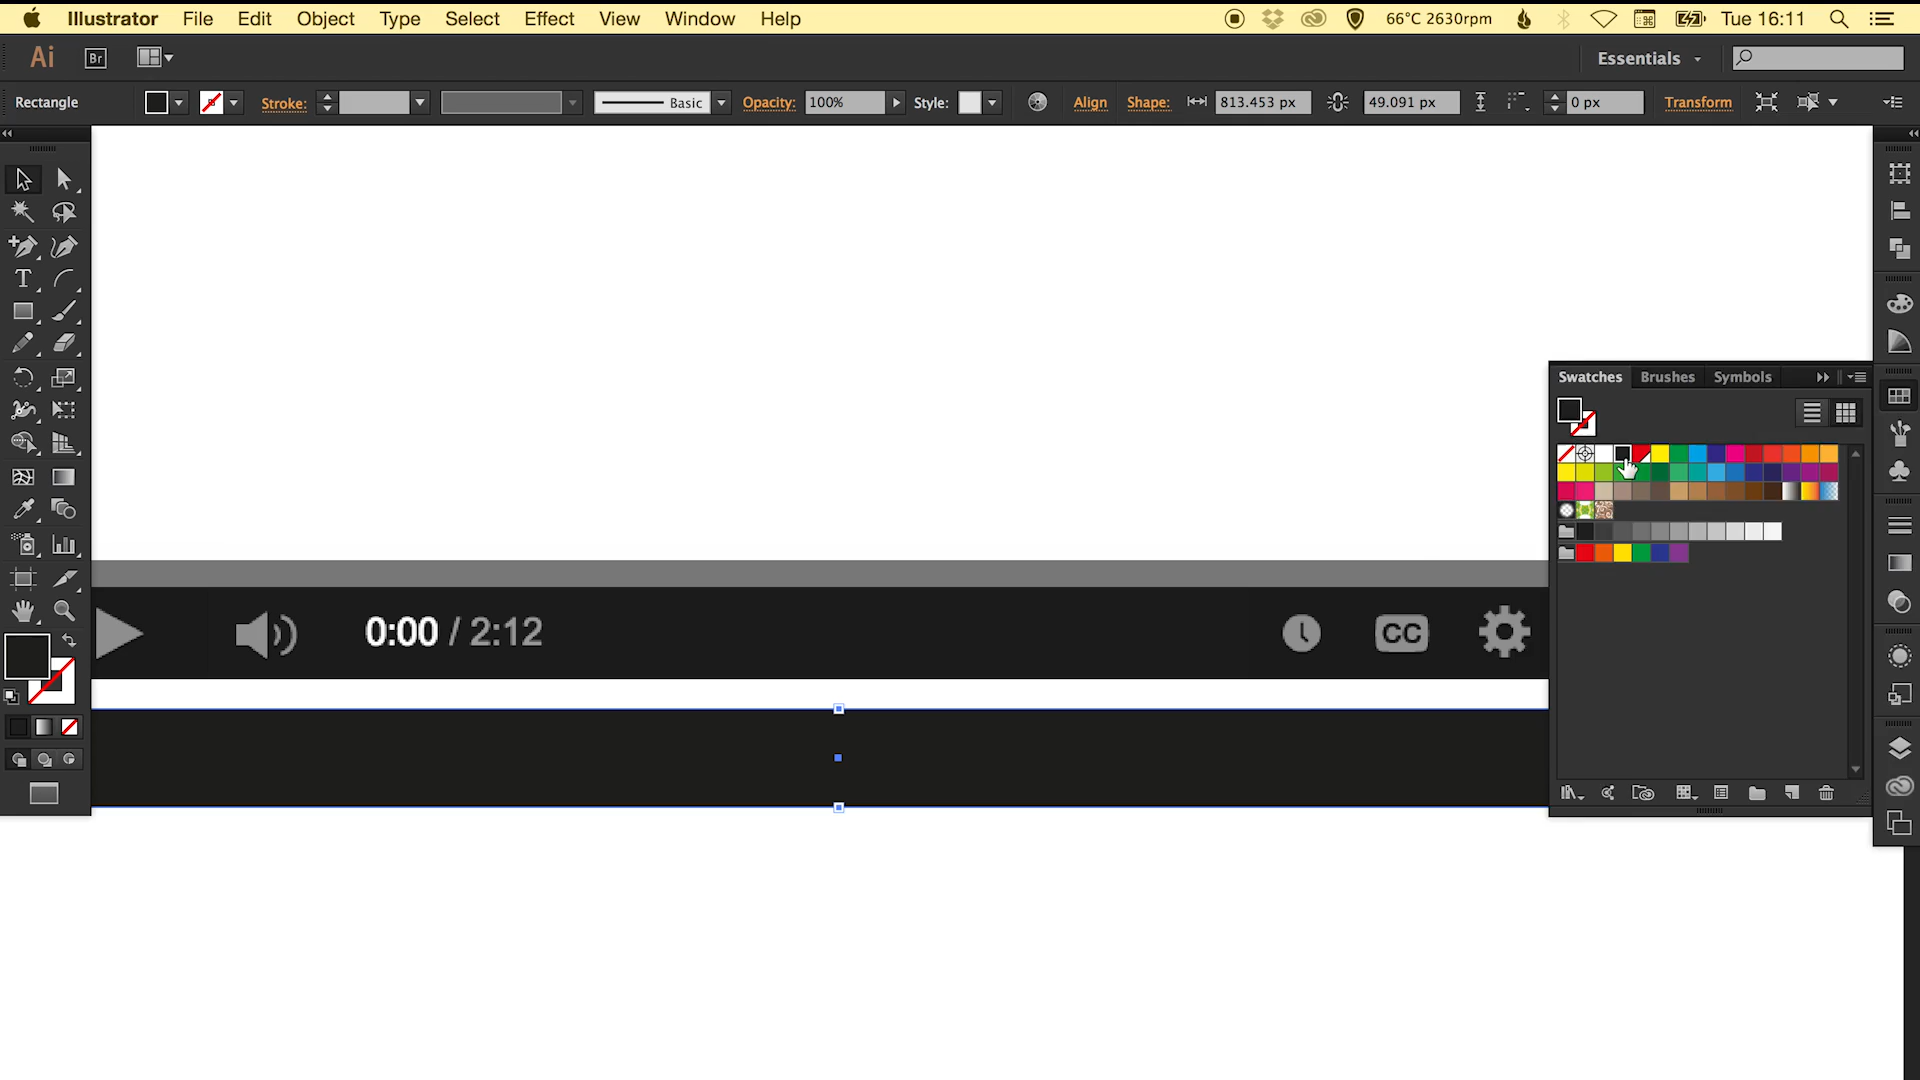 Illustrator File Edit Object Type Select Effect View Window Help 66°C 2630rpm Tue 16:11
Ai Br Essentials
Rectangle Stroke: Basic Opacity: 100% Style: Align Shape: 813.453 px 49.091 px 0 px Transform
Swatches Brushes Symbols
0:00 / 2:12 CC